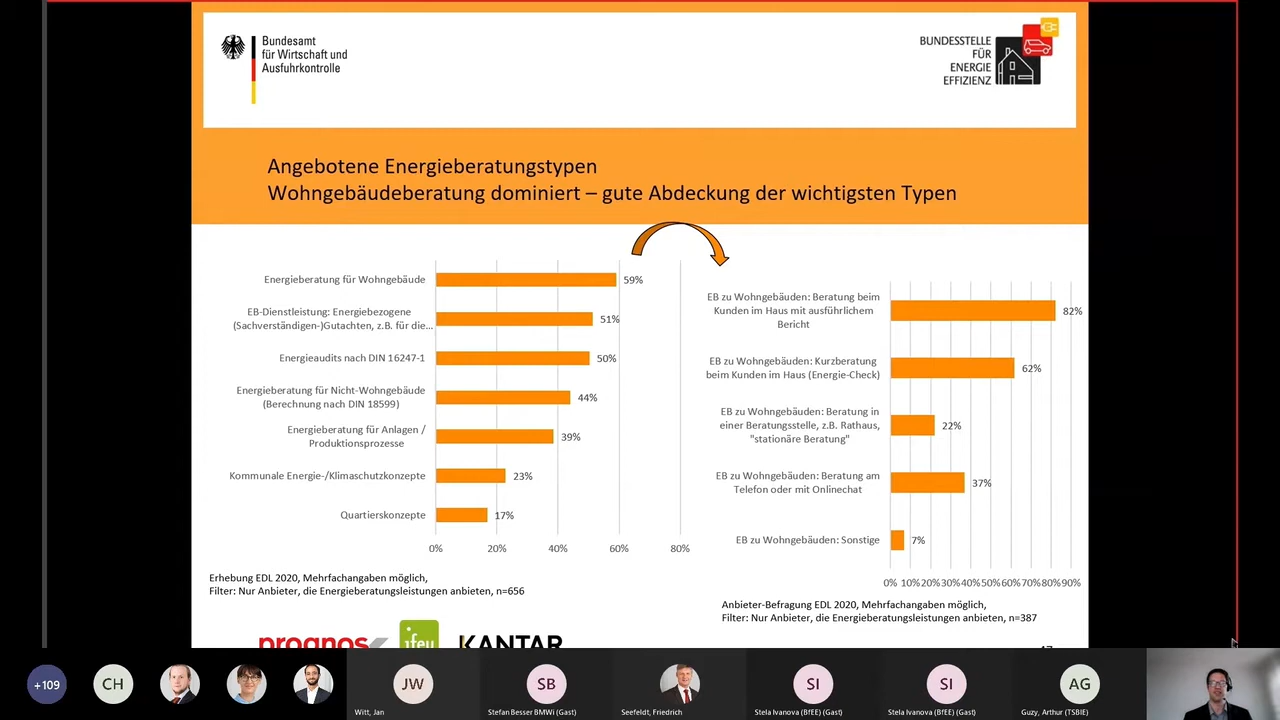 Bundesamt
für Wirtschaft und
Ausfuhrkontrolle
BUNDESSTELLE
FÜR
ENERGIE
EFFIZIENZ
Angebotene Energieberatungstypen
Wohngebäudeberatung dominiert – gute Abdeckung der wichtigsten Typen
Energieberatung für Wohngebäude
59%
EB-Dienstleistung: Energiebezogene
(Sachverständigen-)Gutachten, z.B. für die...
51%
Energieaudits nach DIN 16247-1
50%
Energieberatung für Nicht-Wohngebäude
(Berechnung nach DIN 18599)
44%
Energieberatung für Anlagen /
Produktionsprozesse
39%
Kommunale Energie-/Klimaschutzkonzepte
23%
Quartierskonzepte
17%
0% 20% 40% 60% 80%
Erhebung EDL 2020, Mehrfachangaben möglich,
Filter: Nur Anbieter, die Energieberatungsleistungen anbieten, n=656
EB zu Wohngebäuden: Beratung beim
Kunden im Haus mit ausführlichem
Bericht
82%
EB zu Wohngebäuden: Kurzberatung
beim Kunden im Haus (Energie-Check)
62%
EB zu Wohngebäuden: Beratung in
einer Beratungsstelle, z.B. Rathaus,
"stationäre Beratung"
22%
EB zu Wohngebäuden: Beratung am
Telefon oder mit Onlinechat
37%
EB zu Wohngebäuden: Sonstige
7%
0% 10% 20% 30% 40% 50% 60% 70% 80% 90%
Anbieter-Befragung EDL 2020, Mehrfachangaben möglich,
Filter: Nur Anbieter, die Energieberatungsleistungen anbieten, n=387
prognos
ifeu
KANTAR
+109
CH
JW
SB
SI
SI
AG
Witt, Jan
Stefan Besser BMWi (Gast)
Seefeldt, Friedrich
Stela Ivanova (BfEE) (Gast)
Stela Ivanova (BfEE) (Gast)
Guzy, Arthur (TSBIE)